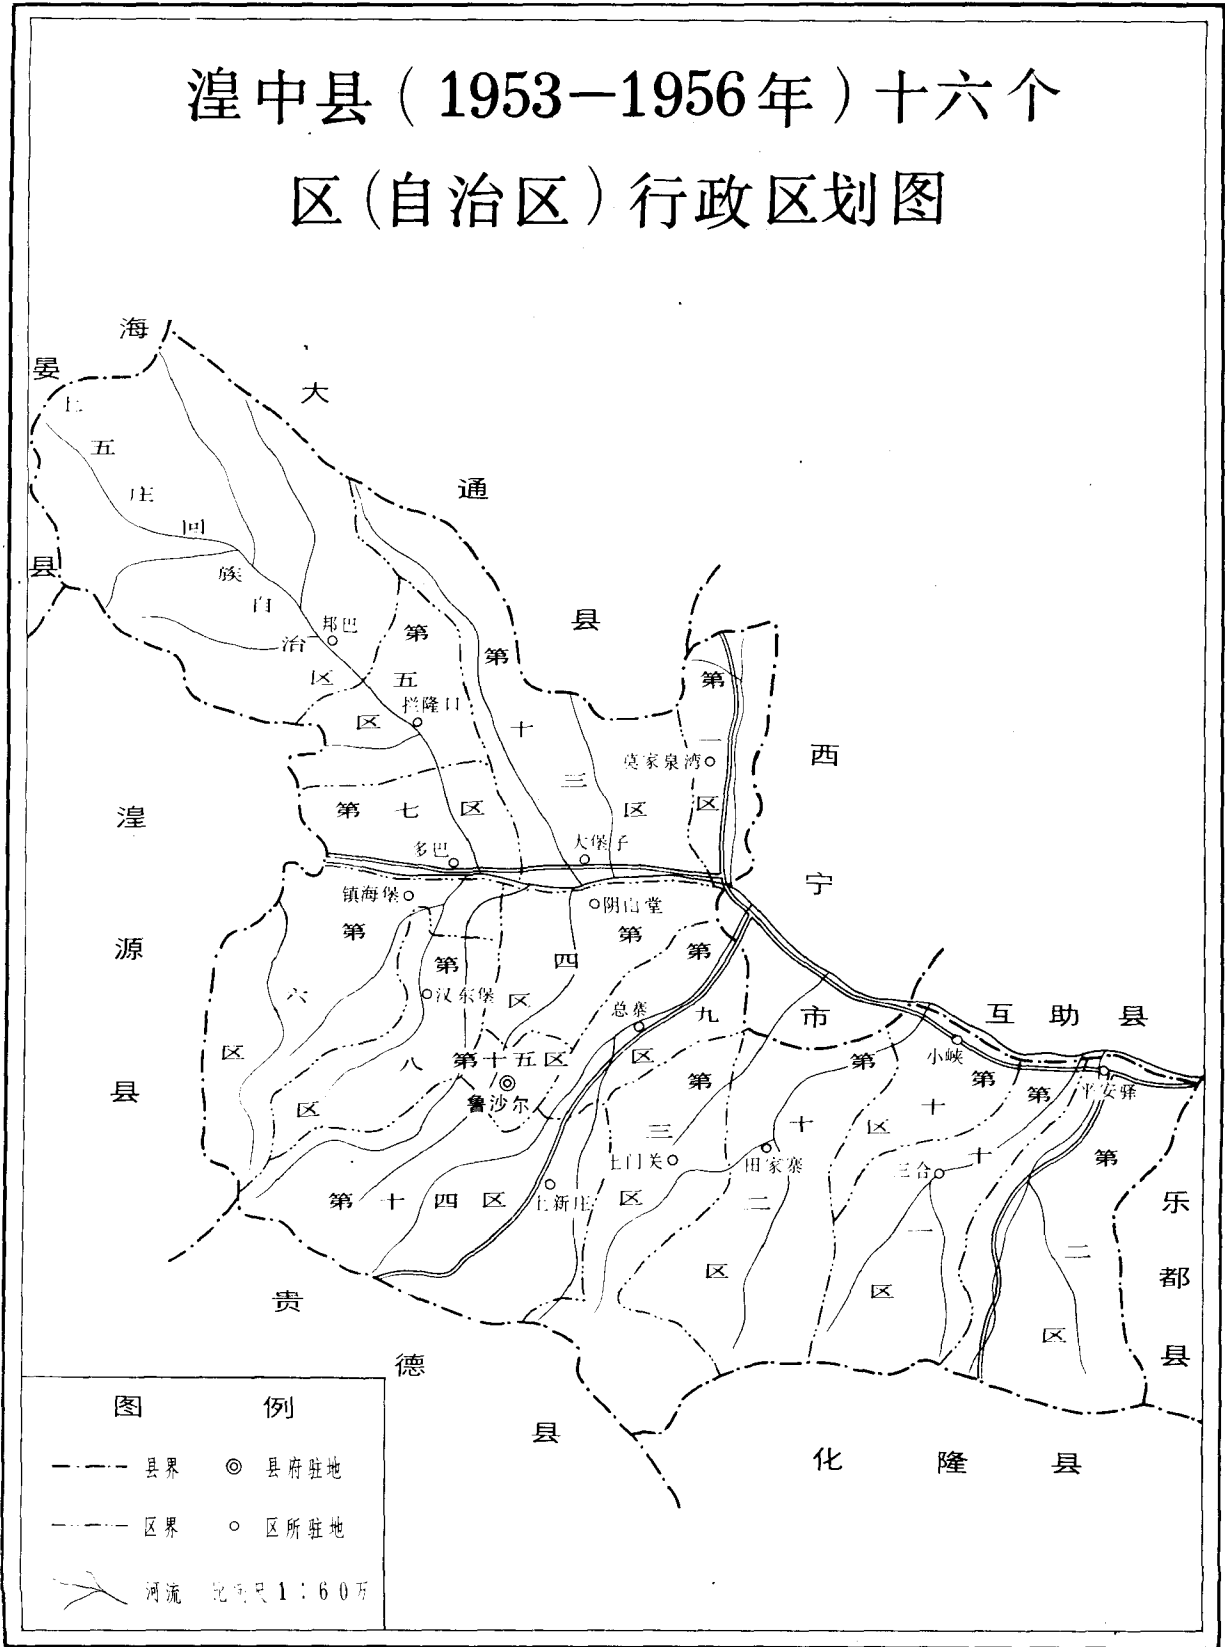 湟中县（1953—1956年）十六个
区（自治区）行政区划图
海晏县
大通县
上五庄回族自治区
邦巴
第五区
拦隆口
第十三区
大堡子
第一区
莫家泉湾
西宁市
湟源县
第七区
多巴
镇海堡
第六区
阴山堂
第四区
第八区
汉东堡
第九区
总寨
第十五区
鲁沙尔
互助县
小峡
第十区
平安驿
第二区
第三区
上门关
第十二区
田家寨
第十一区
三合
第十四区
上新庄
乐都县
贵德县
化隆县
图例
县界
县府驻地
区界
区所驻地
河流
比例尺1：60万